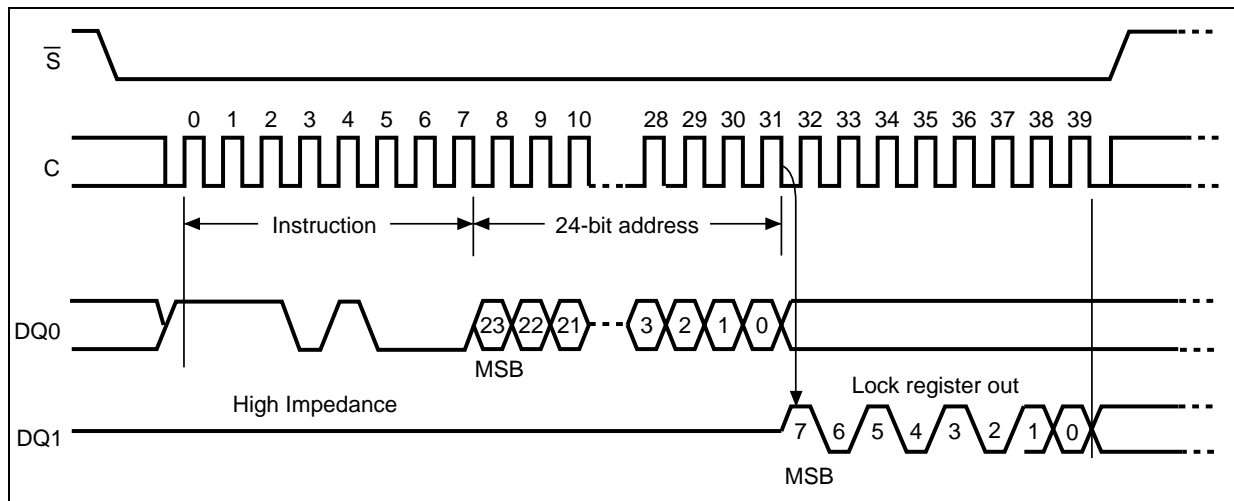 S̅
0 1 2 3 4 5 6 7 8 9 10 28 29 30 31 32 33 34 35 36 37 38 39
C
Instruction 24-bit address
DQ0 23 22 21 3 2 1 0
MSB
High Impedance Lock register out
DQ1 7 6 5 4 3 2 1 0
MSB